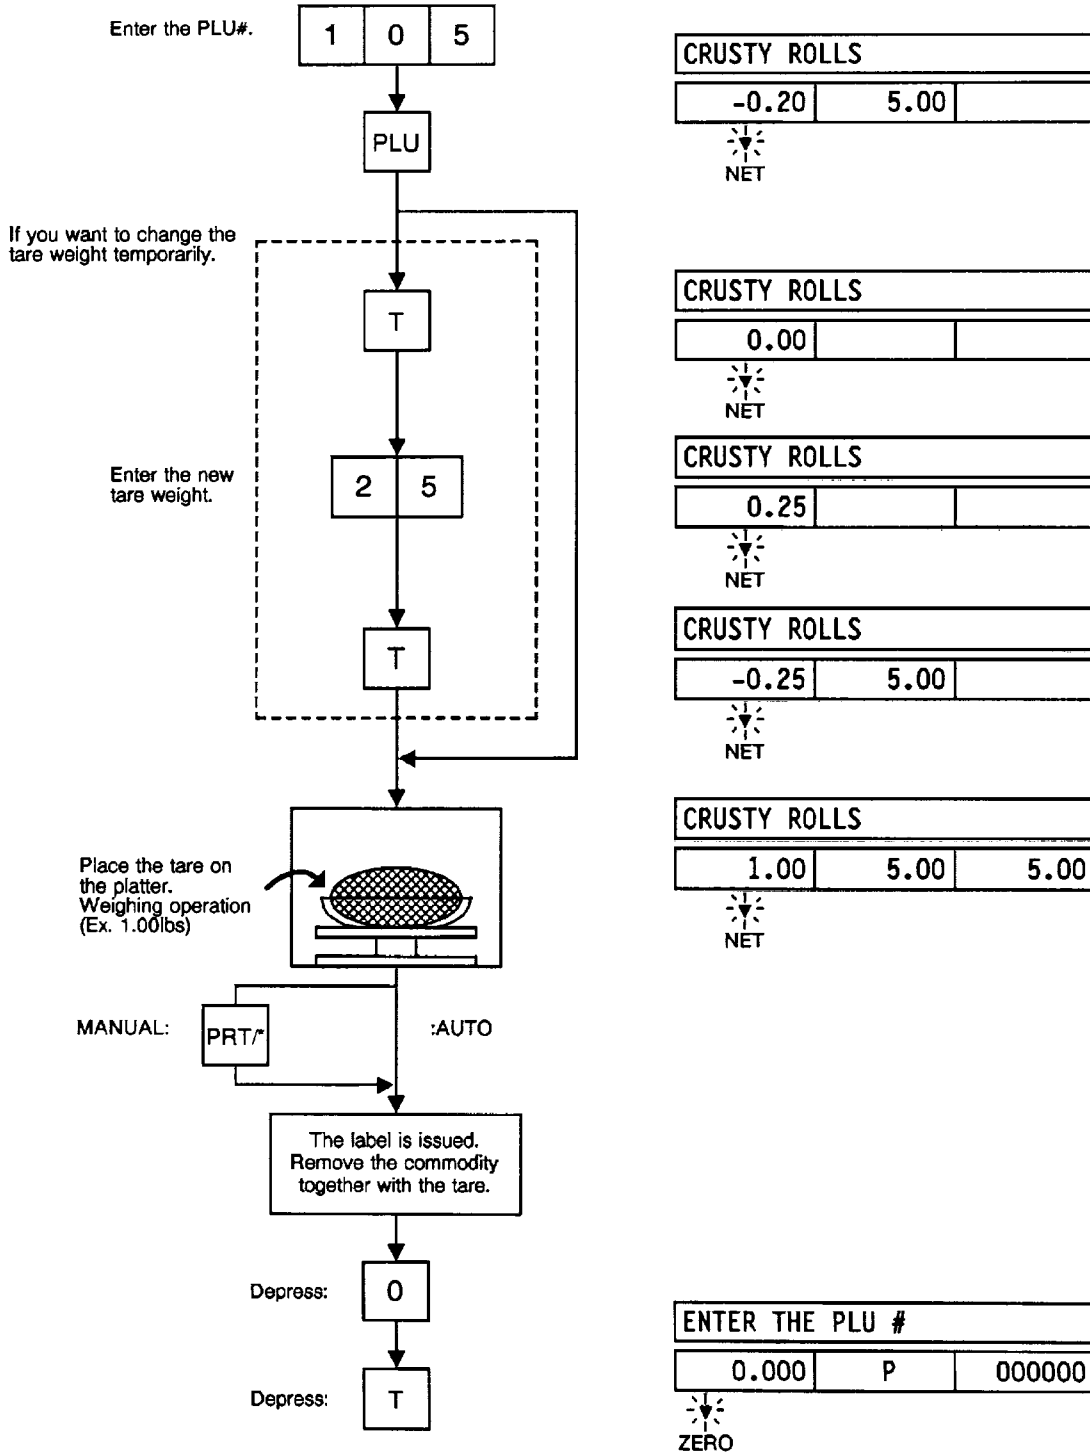 Enter the PLU#.
1 0 5
CRUSTY ROLLS
-0.20 5.00
NET
PLU
If you want to change the
tare weight temporarily.
T
CRUSTY ROLLS
0.00
NET
Enter the new
tare weight.
2 5
CRUSTY ROLLS
0.25
NET
T
CRUSTY ROLLS
-0.25 5.00
NET
Place the tare on
the platter.
Weighing operation
(Ex. 1.00lbs)
CRUSTY ROLLS
1.00 5.00 5.00
NET
MANUAL:
PRT/*
:AUTO
The label is issued.
Remove the commodity
together with the tare.
Depress:
0
Depress:
T
ENTER THE PLU #
0.000 P 000000
ZERO